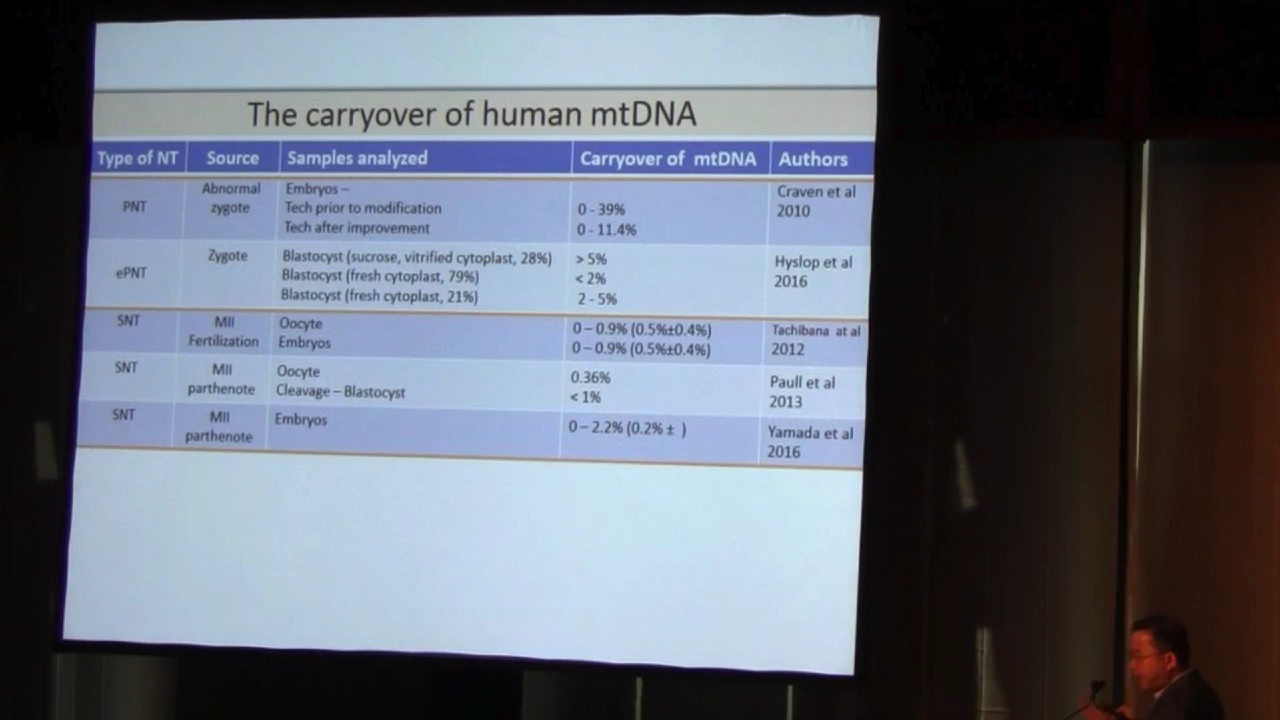 The carryover of human mtDNA
Type of NT Source Samples analyzed Carryover of mtDNA Authors
PNT Abnormal zygote Embryos – Craven et al 2010
Tech prior to modification 0 - 39%
Tech after improvement 0 - 11.4%
ePNT Zygote Blastocyst (sucrose, vitrified cytoplast, 28%) > 5% Hyslop et al 2016
Blastocyst (fresh cytoplast, 79%) < 2%
Blastocyst (fresh cytoplast, 21%) 2 - 5%
SNT MII Oocyte 0 – 0.9% (0.5%±0.4%) Tachibana at al
Fertilization Embryos 0 – 0.9% (0.5%±0.4%) 2012
SNT MII Oocyte 0.36% Paull et al
parthenote Cleavage – Blastocyst < 1% 2013
SNT MII Embryos 0 – 2.2% (0.2% ± ) Yamada et al
parthenote 2016